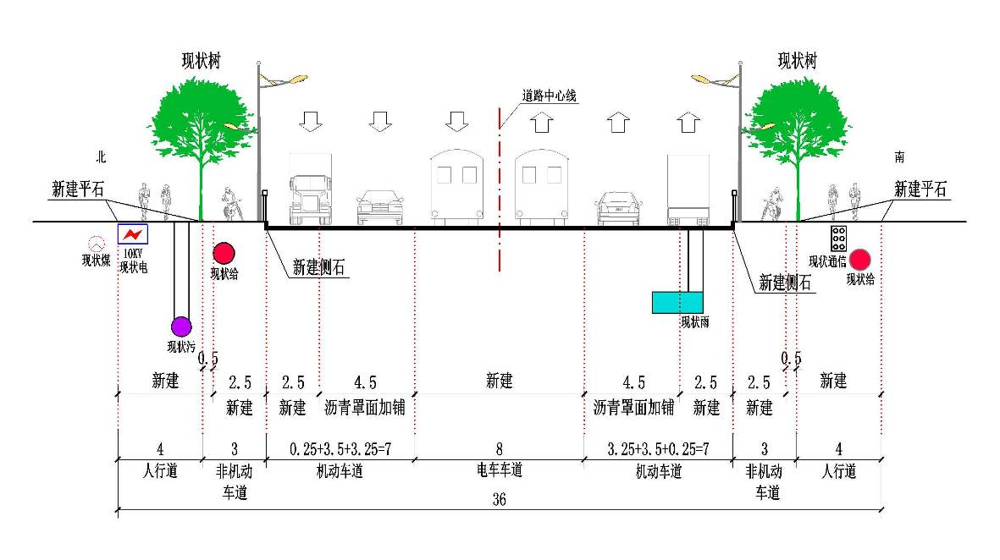 现状树
现状树
道路中心线
北
南
新建平石
新建平石
10KV
现状电
现状煤
现状给
新建侧石
现状通信
现状给
新建侧石
现状雨
现状污
0.5
0.5
新建
2.5
2.5
4.5
新建
4.5
2.5
2.5
新建
新建
新建
沥青罩面加铺
沥青罩面加铺
新建
新建
4
3
0.25+3.5+3.25=7
8
3.25+3.5+0.25=7
3
4
人行道
非机动
车道
机动车道
电车车道
机动车道
非机动
车道
人行道
36